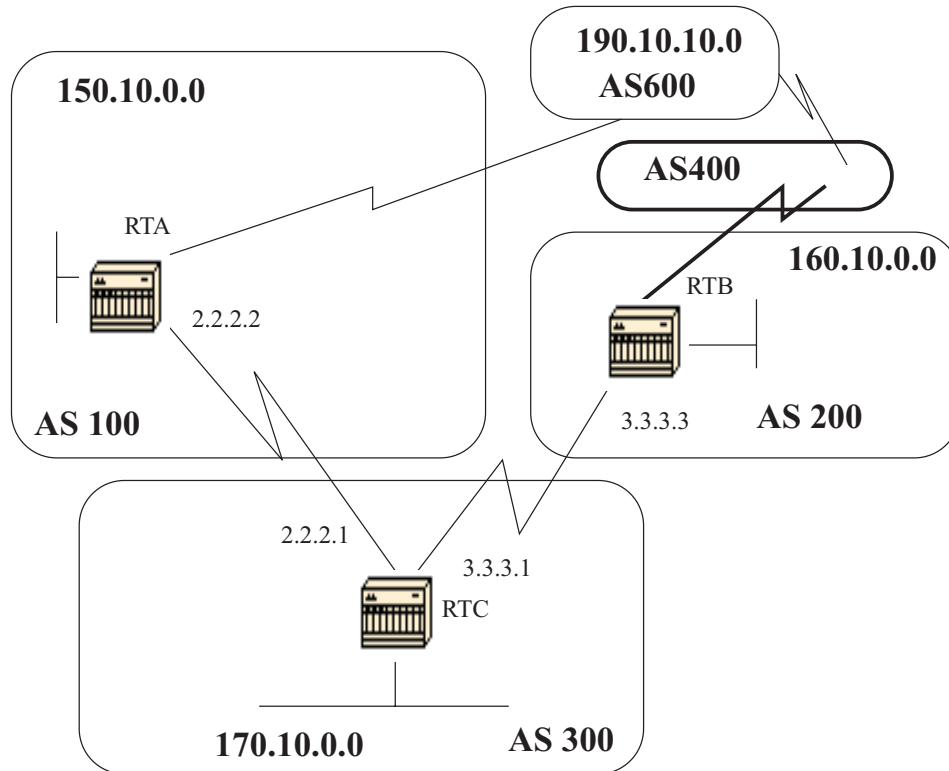 190.10.10.0
AS600
150.10.0.0
AS400
RTA
160.10.0.0
RTB
2.2.2.2
AS 100
3.3.3.3
AS 200
2.2.2.1
3.3.3.1
RTC
170.10.0.0
AS 300